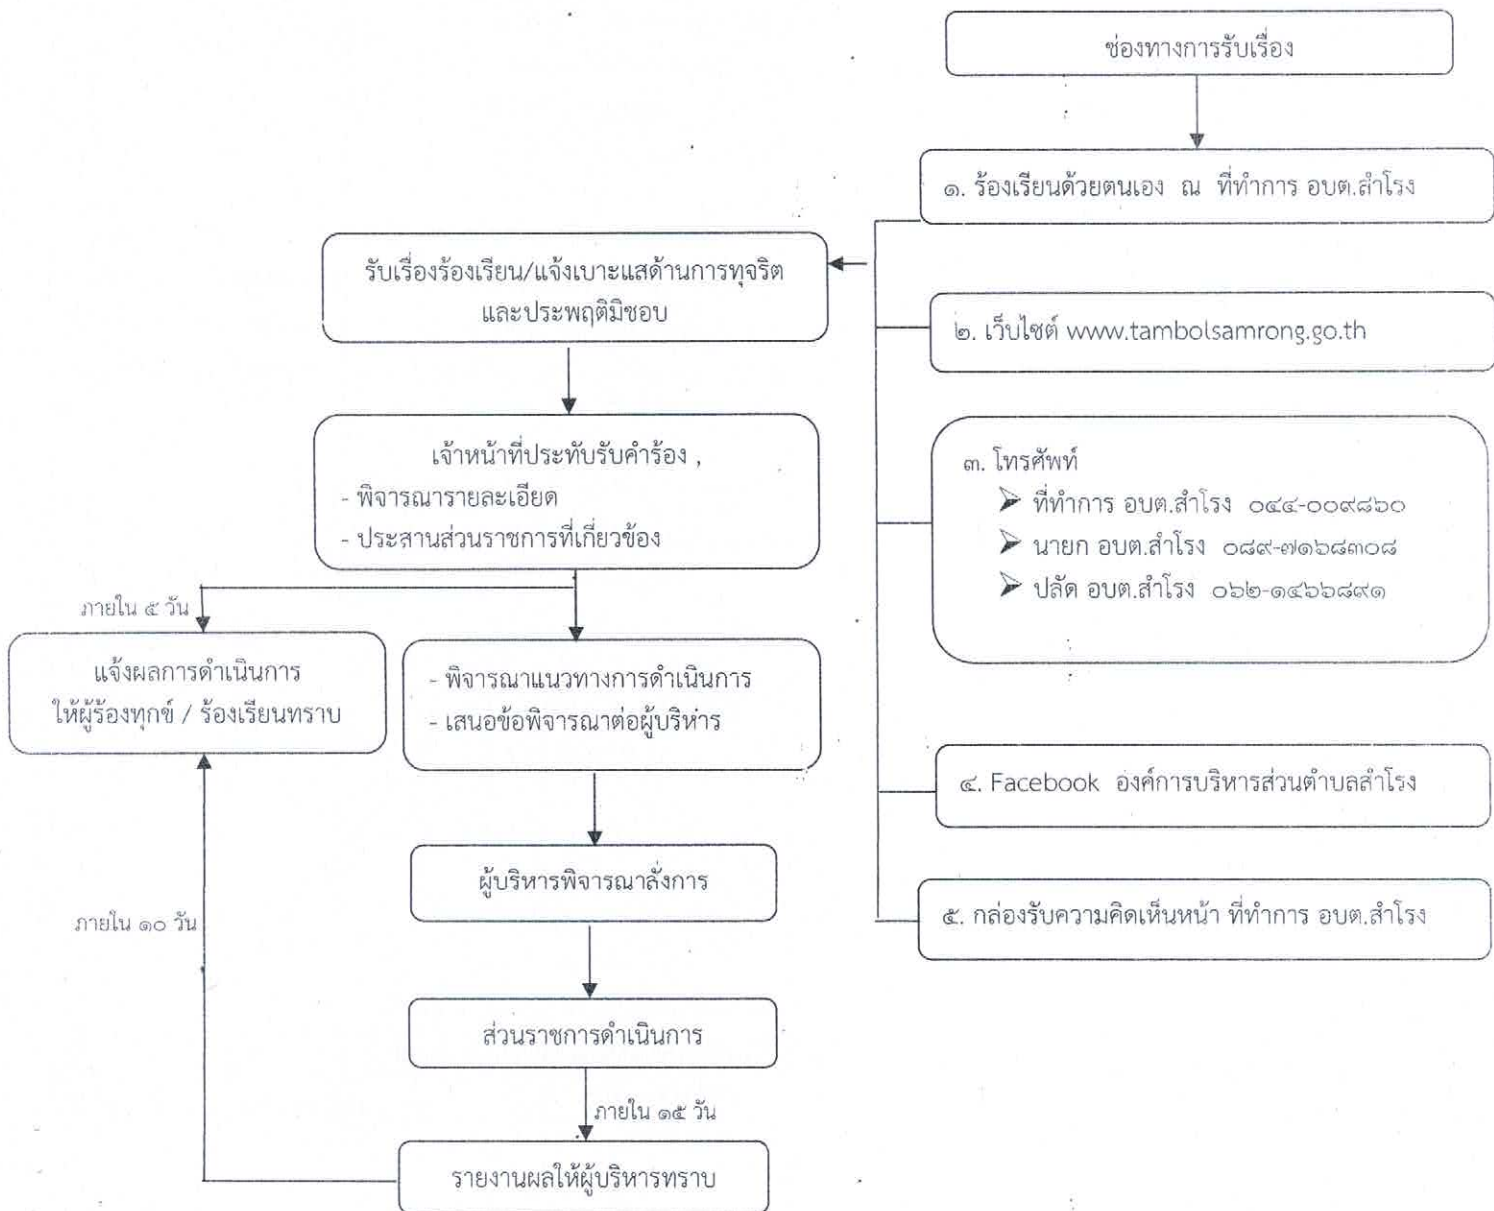 ช่องทางการรับเรื่อง
๑. ร้องเรียนด้วยตนเอง ณ ที่ทำการ อบต.สำโรง
รับเรื่องร้องเรียน/แจ้งเบาะแสด้านการทุจริต
และประพฤติมิชอบ
๒. เว็บไซต์ www.tambolsamrong.go.th
เจ้าหน้าที่ประทับรับคำร้อง ,
- พิจารณารายละเอียด
- ประสานส่วนราชการที่เกี่ยวข้อง
๓. โทรศัพท์
➢ ที่ทำการ อบต.สำโรง ๐๔๔-๐๐๙๘๖๐
➢ นายก อบต.สำโรง ๐๘๙-๗๑๖๘๓๐๘
➢ ปลัด อบต.สำโรง ๐๖๒-๑๔๖๖๘๙๑
ภายใน ๕ วัน
แจ้งผลการดำเนินการ
ให้ผู้ร้องทุกข์ / ร้องเรียนทราบ
- พิจารณาแนวทางการดำเนินการ
- เสนอข้อพิจารณาต่อผู้บริหาร
๔. Facebook องค์การบริหารส่วนตำบลสำโรง
ผู้บริหารพิจารณาสั่งการ
๕. กล่องรับความคิดเห็นหน้า ที่ทำการ อบต.สำโรง
ภายใน ๑๐ วัน
ส่วนราชการดำเนินการ
ภายใน ๑๕ วัน
รายงานผลให้ผู้บริหารทราบ